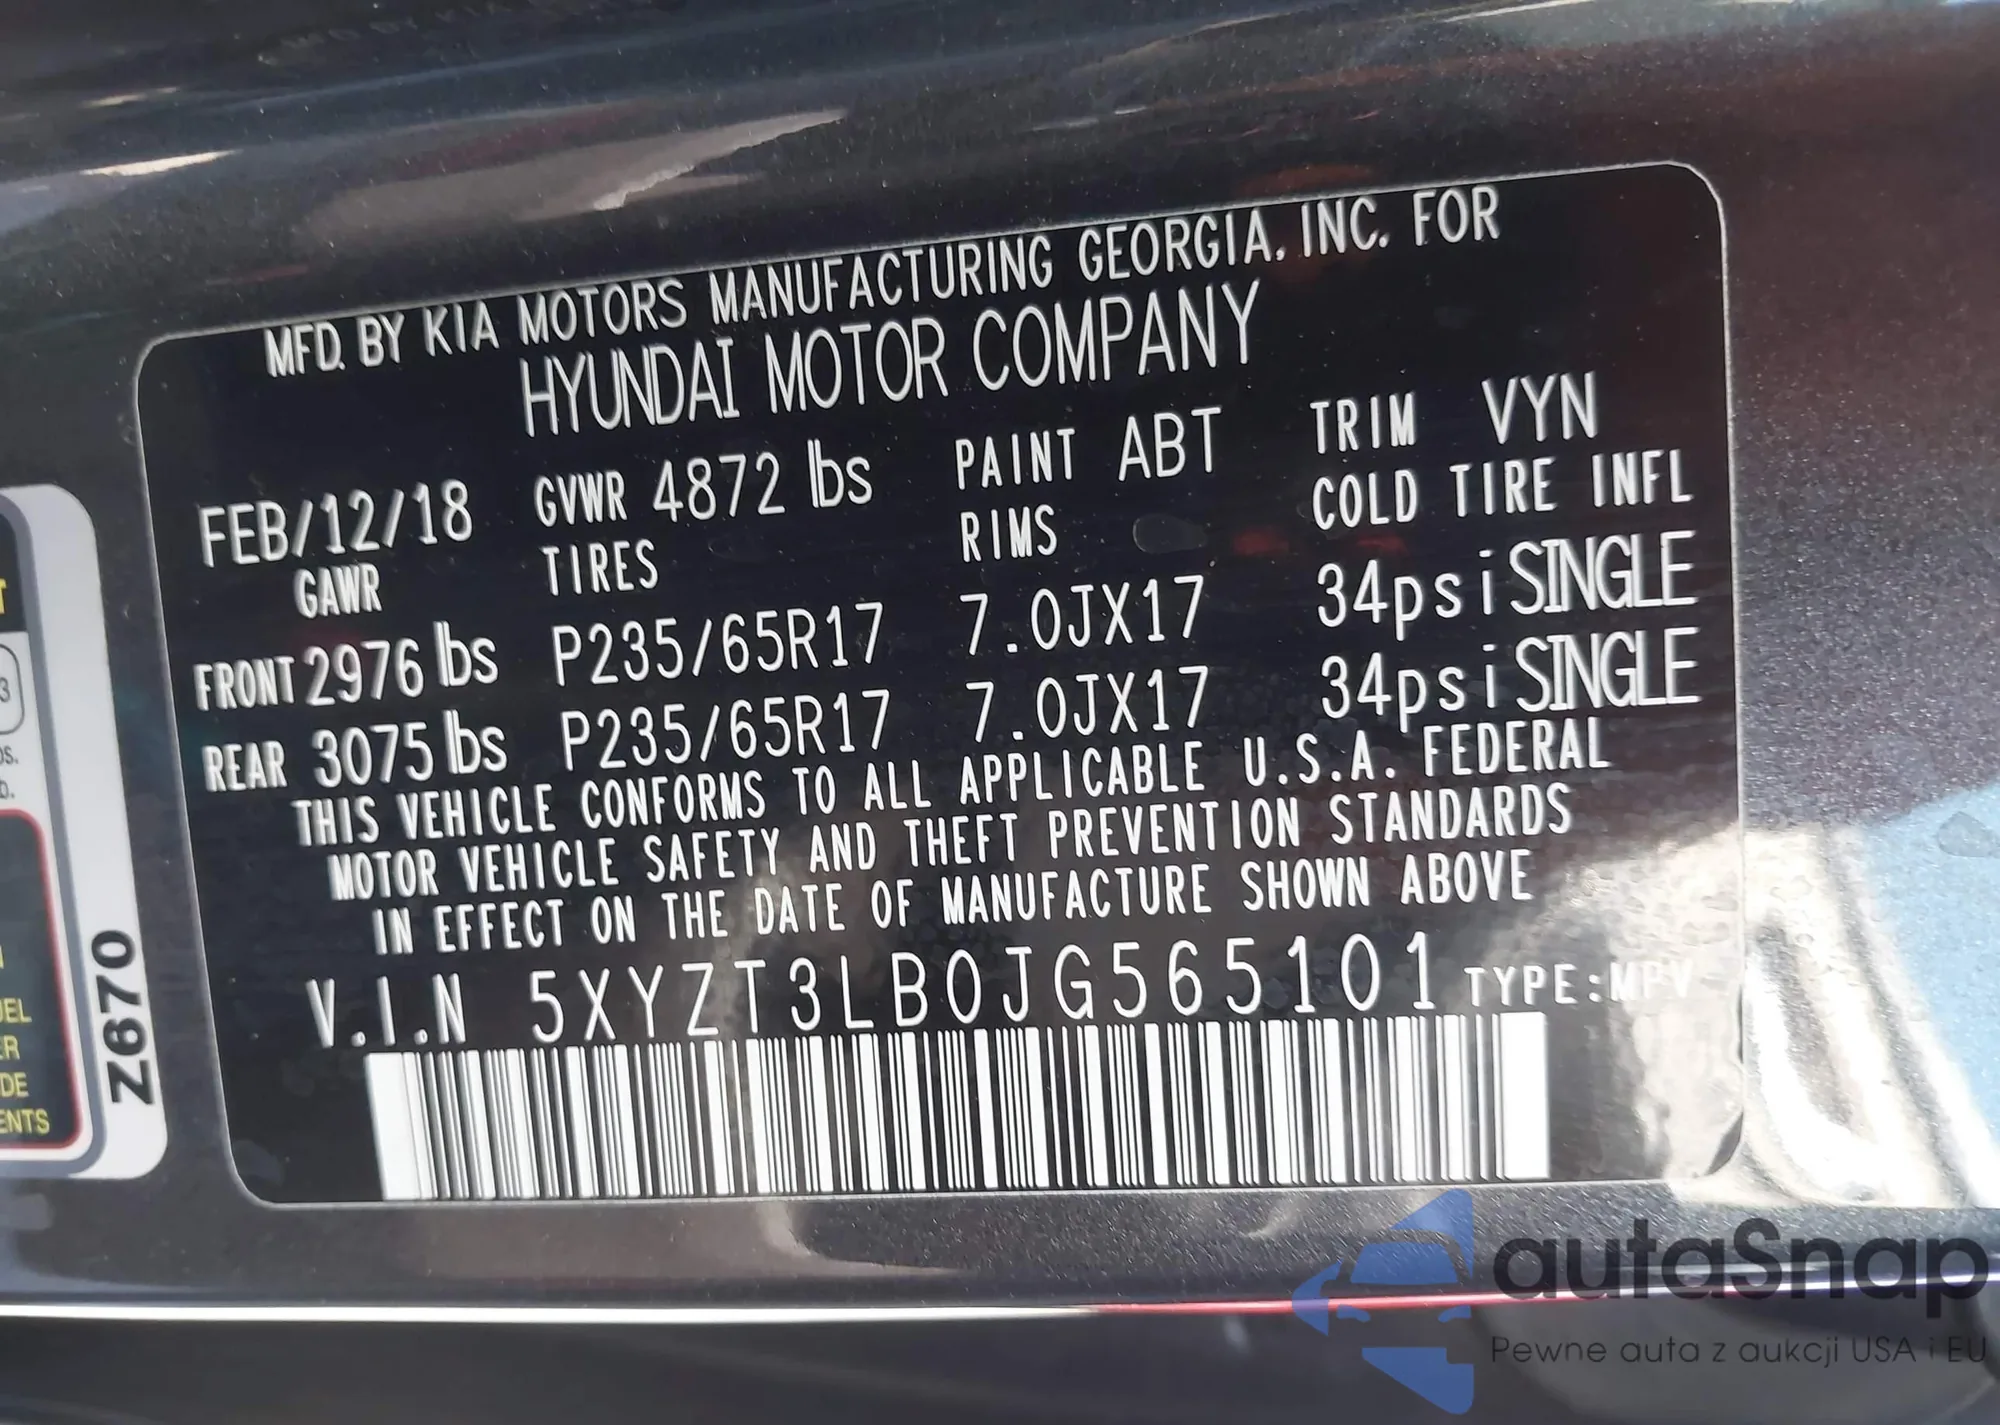 MFD. BY KIA MOTORS MANUFACTURING GEORGIA, INC. FOR
HYUNDAI MOTOR COMPANY
FEB/12/18 GVWR 4872 lbs PAINT ABT TRIM VYN
GAWR TIRES RIMS COLD TIRE INFL
FRONT 2976 lbs P235/65R17 7.0JX17 34psi SINGLE
REAR 3075 lbs P235/65R17 7.0JX17 34psi SINGLE
THIS VEHICLE CONFORMS TO ALL APPLICABLE U.S.A. FEDERAL
MOTOR VEHICLE SAFETY AND THEFT PREVENTION STANDARDS
IN EFFECT ON THE DATE OF MANUFACTURE SHOWN ABOVE
V.I.N 5XYZT3LB0JG565101 TYPE:MPV
Z670
autaSnap
Pewne auta z aukcji USA i EU